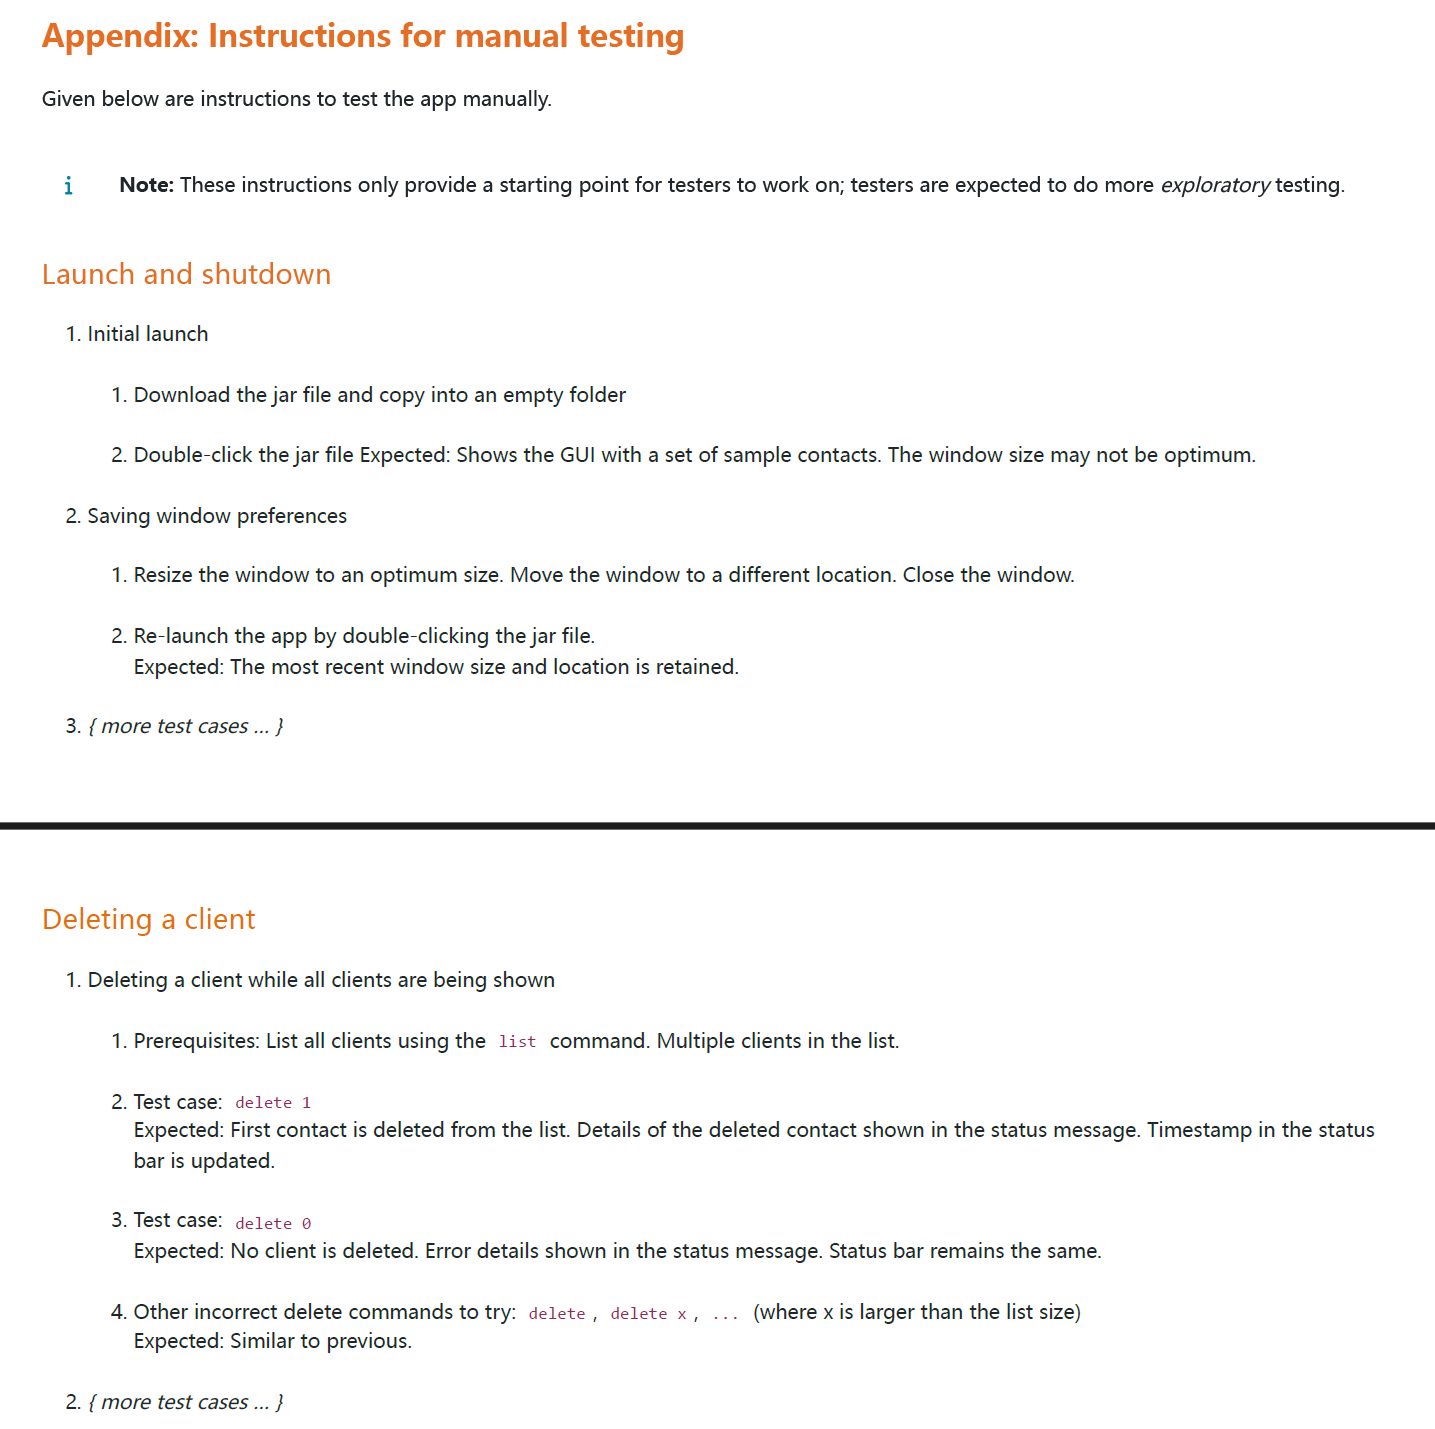 Appendix: Instructions for manual testing
Given below are instructions to test the app manually.
i Note: These instructions only provide a starting point for testers to work on; testers are expected to do more exploratory testing.
Launch and shutdown
1. Initial launch
1. Download the jar file and copy into an empty folder
2. Double-click the jar file Expected: Shows the GUI with a set of sample contacts. The window size may not be optimum.
2. Saving window preferences
1. Resize the window to an optimum size. Move the window to a different location. Close the window.
2. Re-launch the app by double-clicking the jar file.
Expected: The most recent window size and location is retained.
3. { more test cases … }
Deleting a client
1. Deleting a client while all clients are being shown
1. Prerequisites: List all clients using the list command. Multiple clients in the list.
2. Test case: delete 1
Expected: First contact is deleted from the list. Details of the deleted contact shown in the status message. Timestamp in the status
bar is updated.
3. Test case: delete 0
Expected: No client is deleted. Error details shown in the status message. Status bar remains the same.
4. Other incorrect delete commands to try: delete, delete x, ... (where x is larger than the list size)
Expected: Similar to previous.
2. { more test cases … }